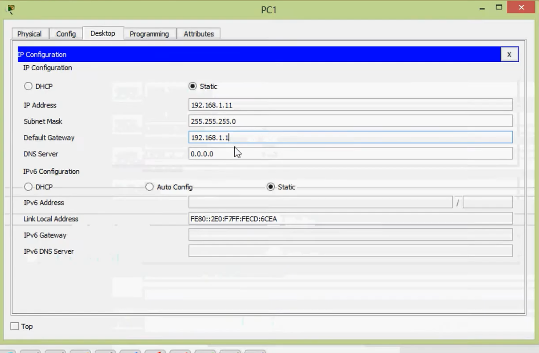 PC1
Physical Config Desktop Programming Attributes
IP Configuration X
IP Configuration
DHCP Static
IP Address 192.168.1.11
Subnet Mask 255.255.255.0
Default Gateway 192.168.1.1
DNS Server 0.0.0.0
IPv6 Configuration
DHCP Auto Config Static
IPv6 Address /
Link Local Address FE80::2E0:F7FF:FECD:6CEA
IPv6 Gateway
IPv6 DNS Server
Top